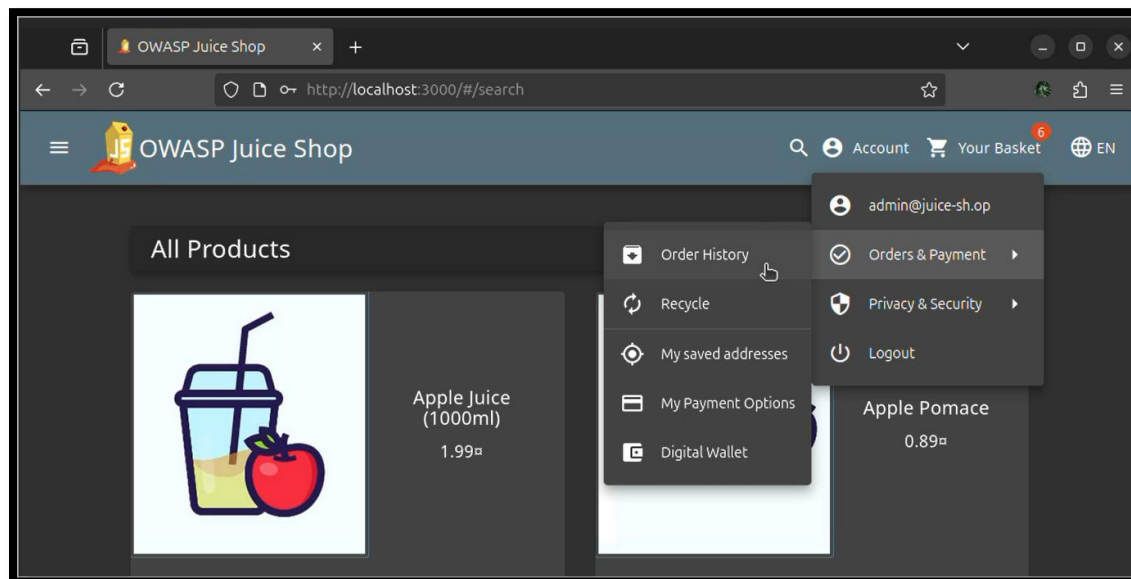 OWASP Juice Shop
http://localhost:3000/#/search
JS OWASP Juice Shop
Account
Your Basket
6
EN
admin@juice-sh.op
All Products
Order History
Orders & Payment
Recycle
Privacy & Security
My saved addresses
Logout
My Payment Options
Digital Wallet
Apple Juice
(1000ml)
1.99¤
Apple Pomace
0.89¤